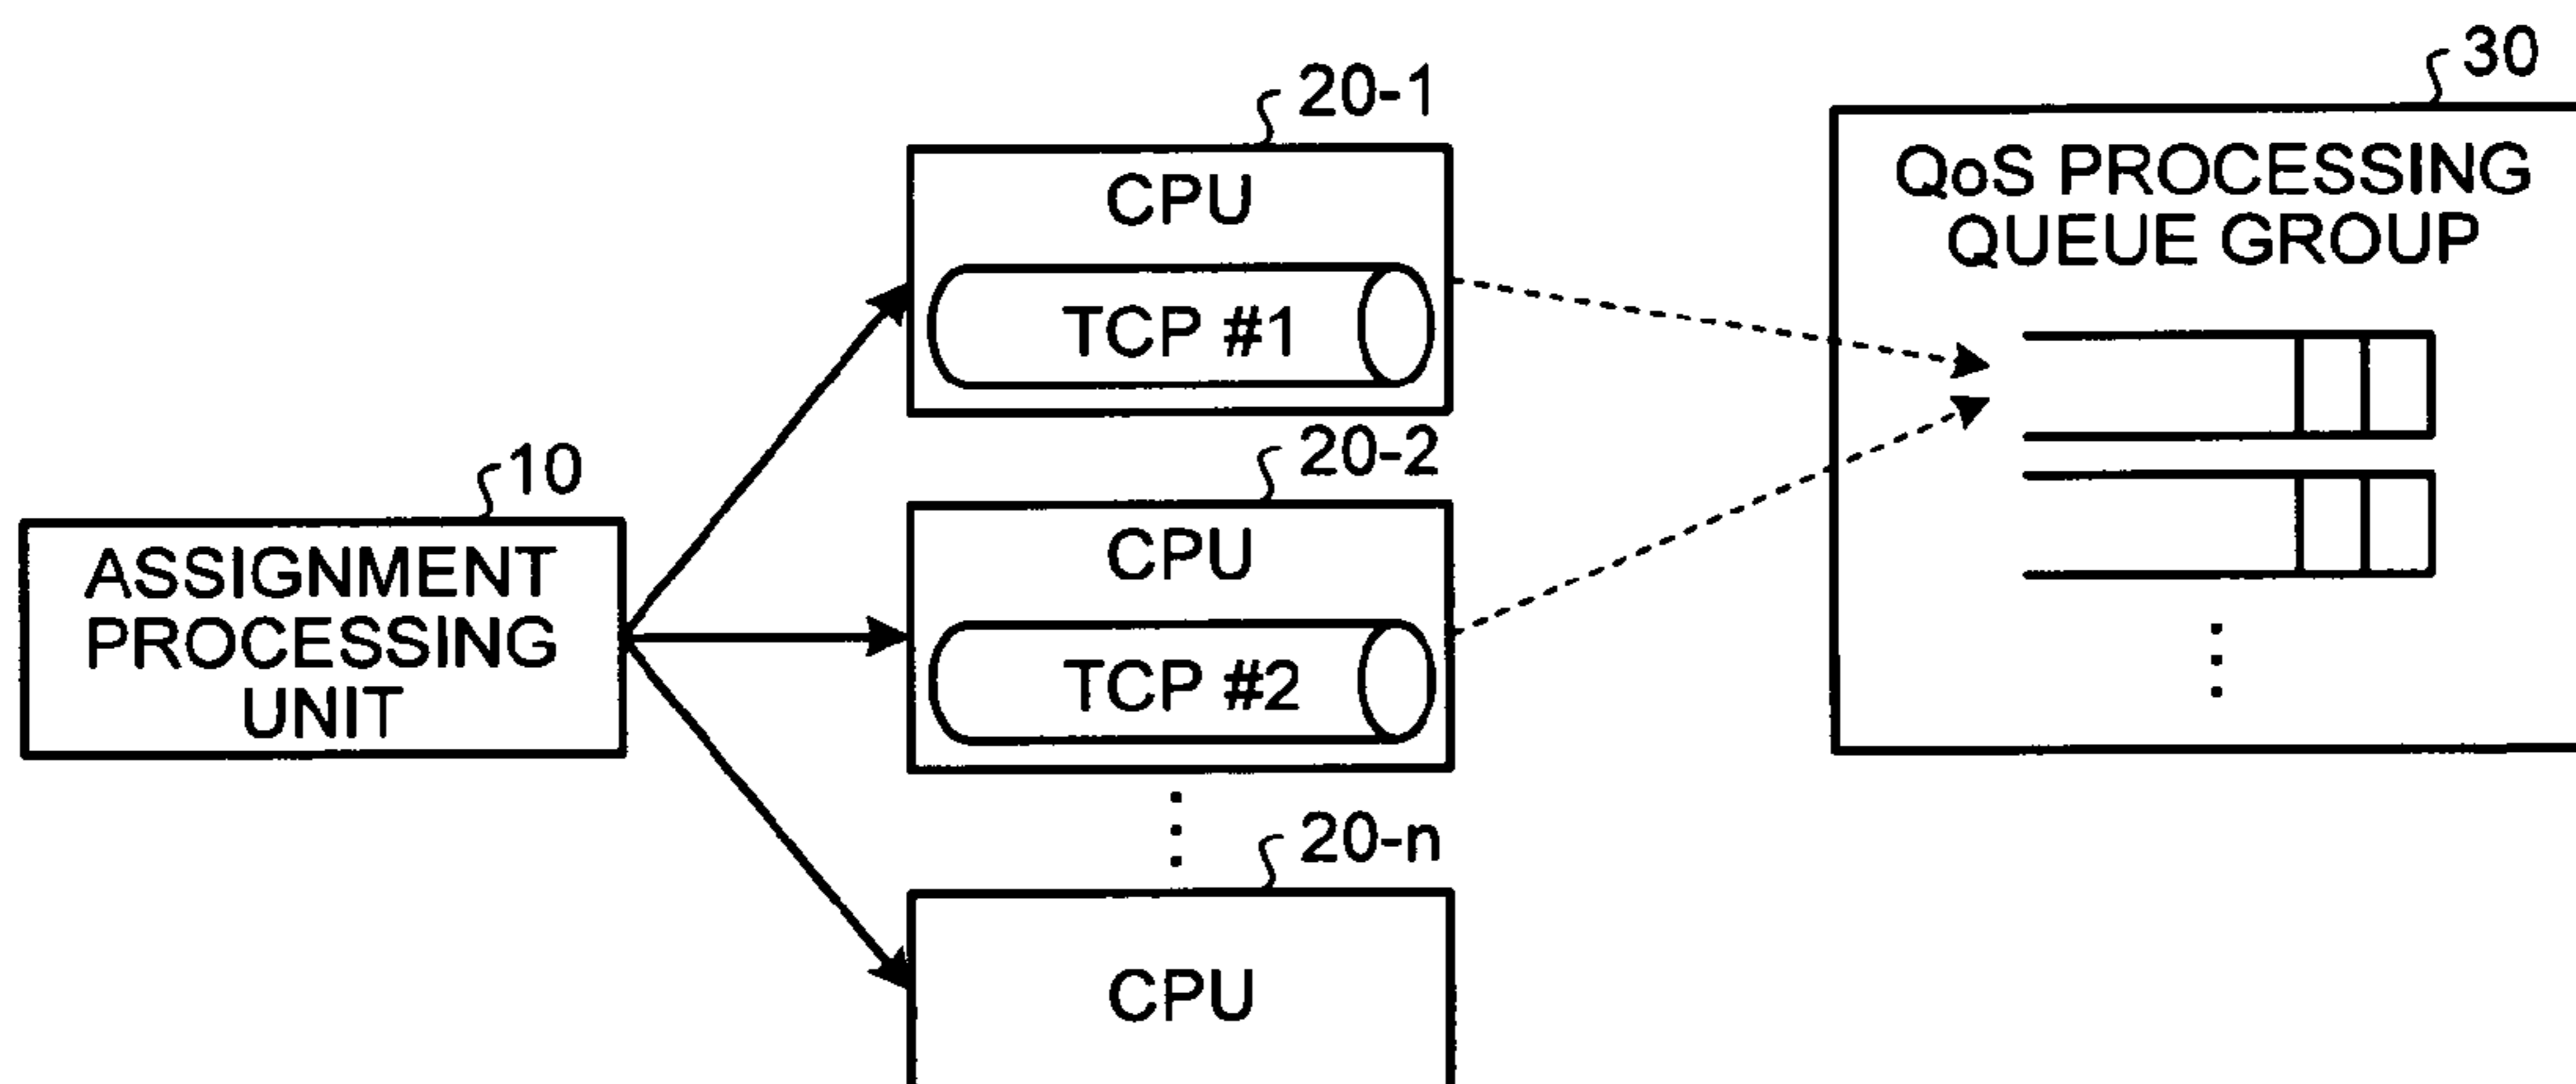 30
20-1
QoS PROCESSING
QUEUE GROUP
CPU
TCP #1
20-2
10
CPU
ASSIGNMENT
PROCESSING
UNIT
TCP #2
20-n
CPU